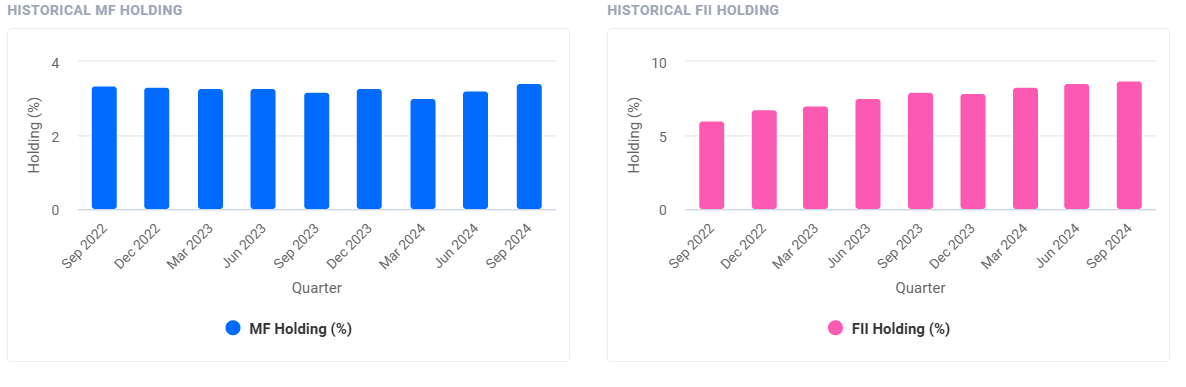 HISTORICAL MF HOLDING
4
2
0
Holding (%)
Sep 2022
Dec 2022
Mar 2023
Jun 2023
Sep 2023
Dec 2023
Mar 2024
Jun 2024
Sep 2024
Quarter
MF Holding (%)
HISTORICAL FII HOLDING
10
5
0
Holding (%)
Sep 2022
Dec 2022
Mar 2023
Jun 2023
Sep 2023
Dec 2023
Mar 2024
Jun 2024
Sep 2024
Quarter
FII Holding (%)